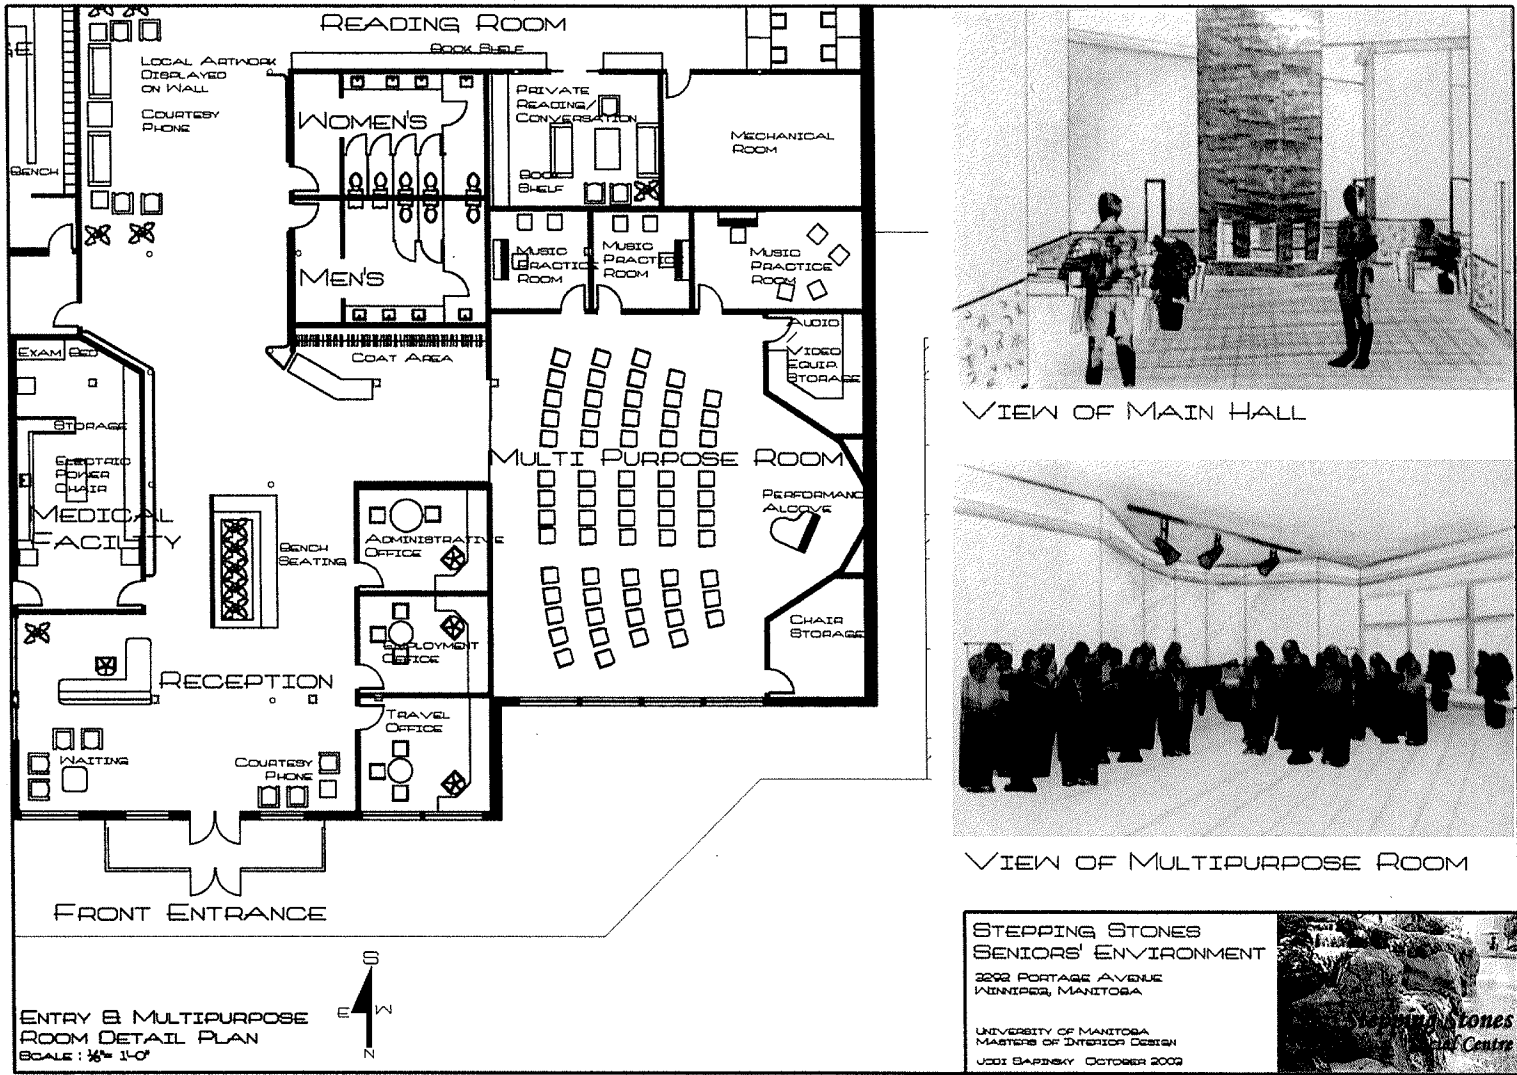 READING ROOM
BOOK SHELF
LOCAL ARTWORK
DISPLAYED
ON WALL
COURTESY
PHONE
BENCH
WOMEN'S
MEN'S
PRIVATE
READING/
CONVERSATION
BOOK
SHELF
MECHANICAL
ROOM
MUSIC
PRACTICE
ROOM
MUSIC
PRACTICE
ROOM
MUSIC
PRACTICE
ROOM
COAT AREA
AUDIO
/
VIDEO
EQUIP.
STORAGE
EXAM BED
STORAGE
ELECTRIC
POWER
CHAIR
MEDICAL
FACILITY
MULTI PURPOSE ROOM
PERFORMANC
ALCOVE
BENCH
SEATING
ADMINISTRATIVE
OFFICE
EMPLOYMENT
OFFICE
CHAIR
STORAGE
RECEPTION
TRAVEL
OFFICE
WAITING
COURTESY
PHONE
FRONT ENTRANCE
S
E W
N
ENTRY & MULTIPURPOSE
ROOM DETAIL PLAN
SCALE : 1/8"= 1'-0"
VIEW OF MAIN HALL
VIEW OF MULTIPURPOSE ROOM
STEPPING STONES
SENIORS' ENVIRONMENT
3292 PORTAGE AVENUE
WINNIPEG, MANITOBA
UNIVERSITY OF MANITOBA
MASTERS OF INTERIOR DESIGN
JODI SAPINSKY OCTOBER 2003
Stepping Stones
Social Centre